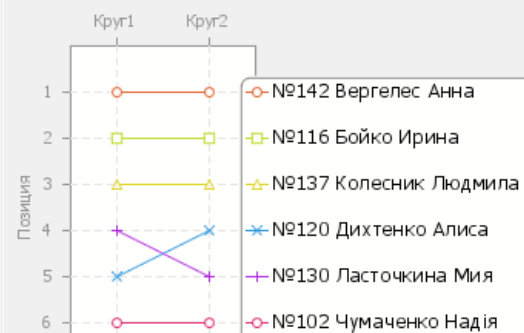 Круг1 Круг2
Позиция
1 №142 Вергелес Анна
2 №116 Бойко Ирина
3 №137 Колесник Людмила
4 №120 Дихтенко Алиса
5 №130 Ласточкина Мия
6 №102 Чумаченко Надія